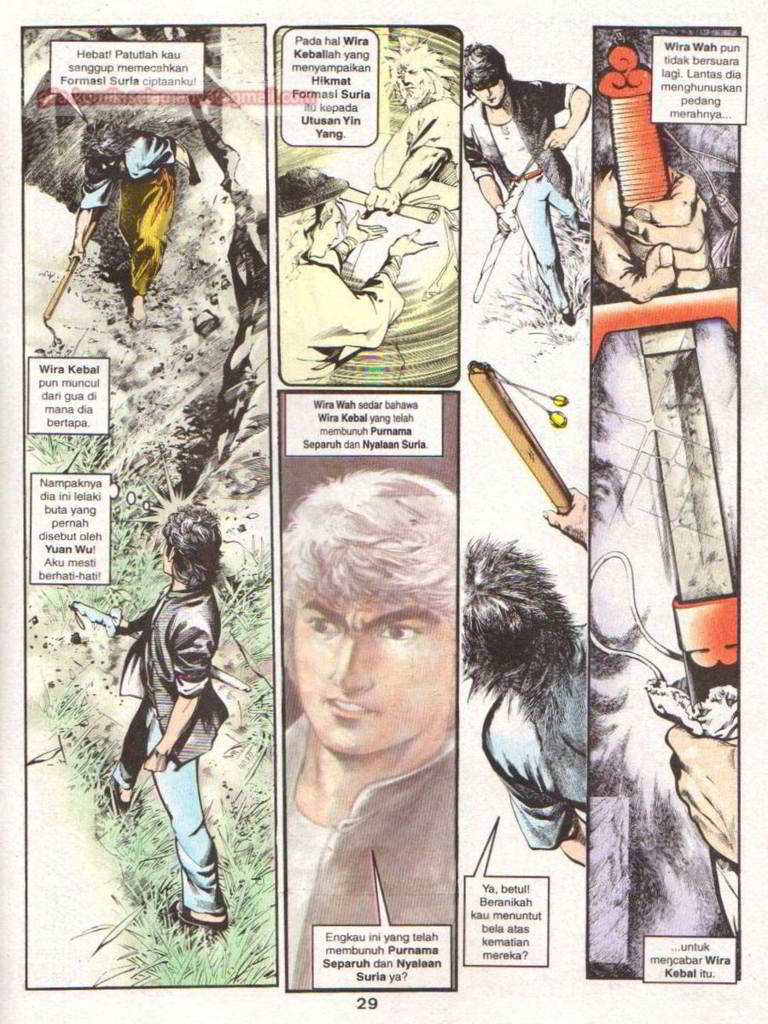 Hebat! Patutlah kau
sanggup memecahkan
Formasi Suria ciptaanku!
Wira Kebal
pun muncul
dari gua di
mana dia
bertapa.
Nampaknya
dia ini lelaki
buta yang
pernah
disebut oleh
Yuan Wu!
Aku mesti
berhati-hati!
Pada hal Wira
Keballah yang
menyampaikan
Hikmat
Formasi Suria
itu kepada
Utusan Yin
Yang.
Wira Wah sedar bahawa
Wira Kebal yang telah
membunuh Purnama
Separuh dan Nyalaan Suria.
Engkau ini yang telah
membunuh Purnama
Separuh dan Nyalaan
Suria ya?
Ya, betul!
Beranikah
kau menuntut
bela atas
kematian
mereka?
Wira Wah pun
tidak bersuara
lagi. Lantas dia
menghunuskan
pedang
merahnya...
...untuk
mencabar Wira
Kebal itu.
29